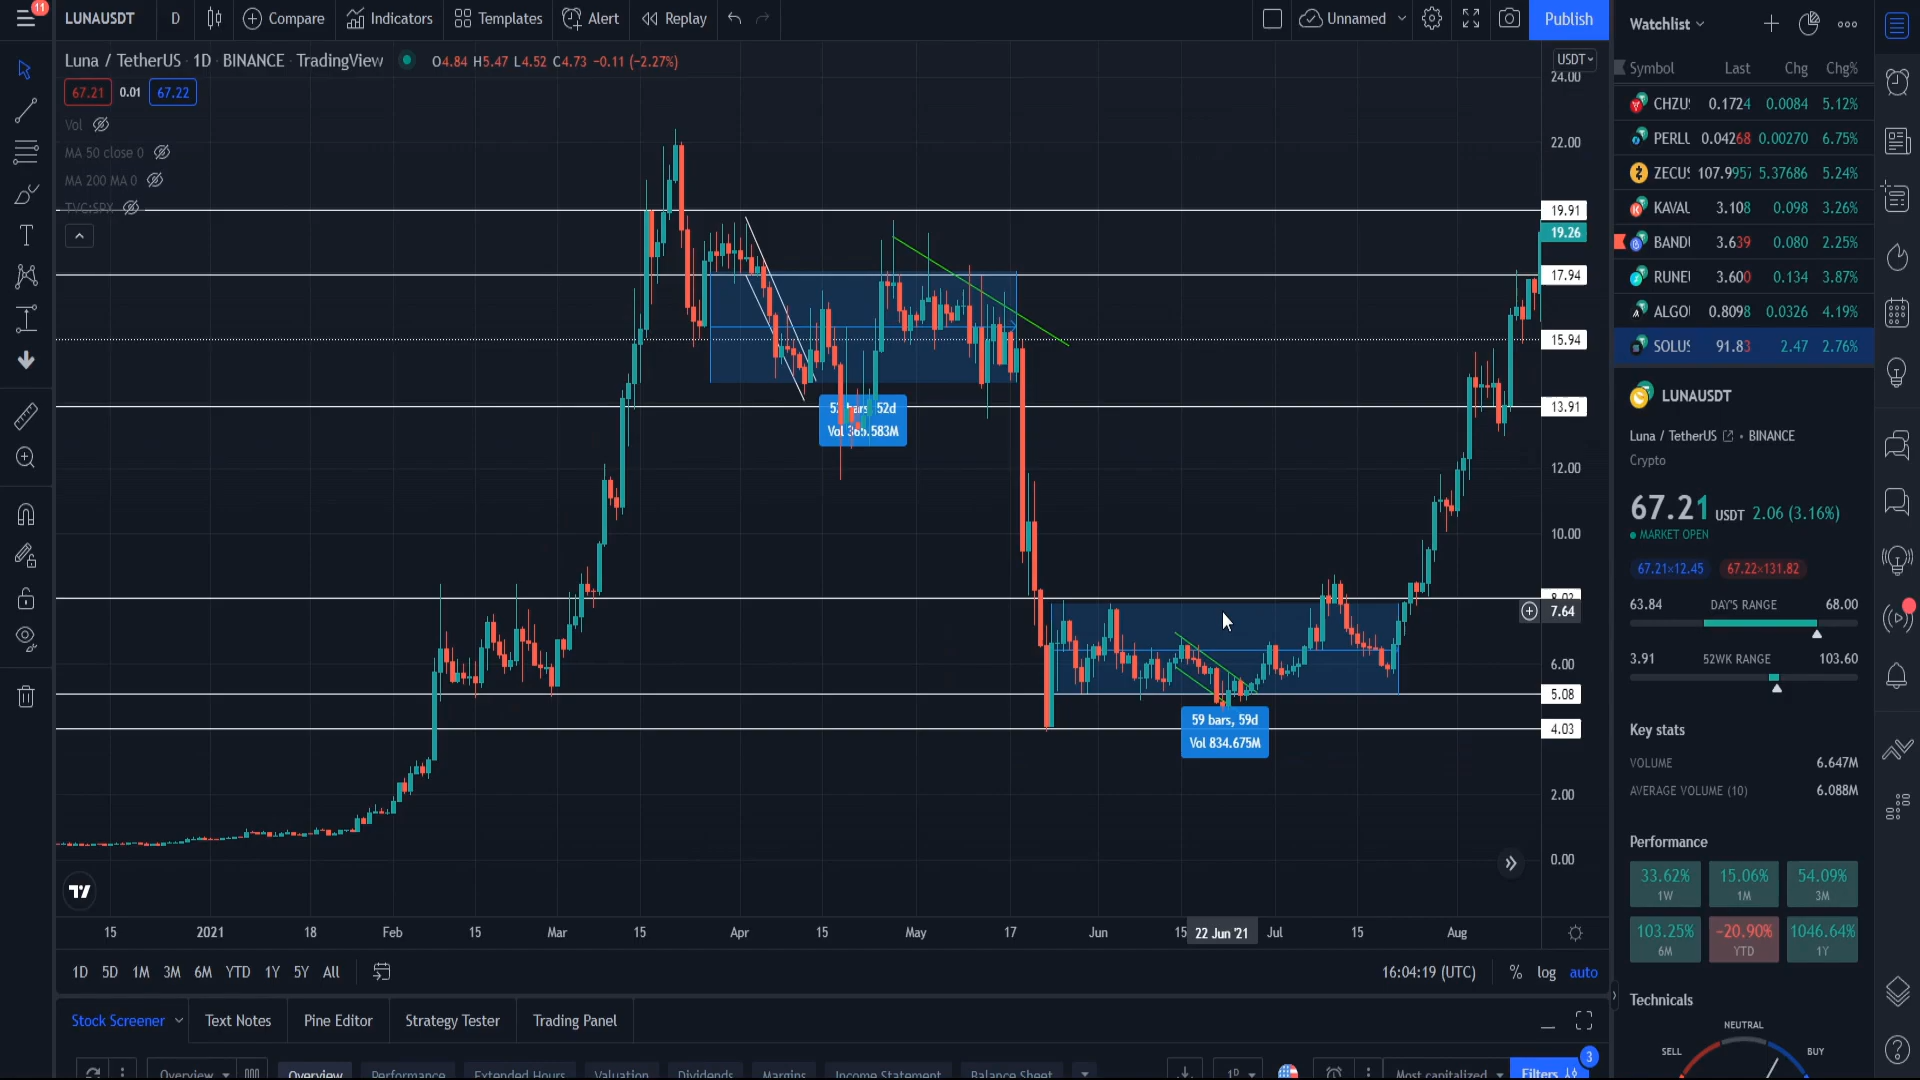 11
LUNAUSDT
D
Compare
Indicators
Templates
Alert
Replay
Unnamed
Publish
Luna / TetherUS · 1D · BINANCE · TradingView
O4.84 H5.47 L4.52 C4.73 −0.11 (−2.27%)
67.21 0.01 67.22
Vol
MA 50 close 0
MA 200 MA 0
TVC:SPX
USDT
24.00
22.00
19.91
19.26
17.94
15.94
13.91
12.00
10.00
7.64
6.00
5.08
4.03
2.00
0.00
Vol 365.583M
59 bars, 59d
Vol 834.675M
15 2021 18 Feb 15 Mar 15 Apr 15 May 17 Jun 15 22 Jun '21 Jul 15 Aug
1D 5D 1M 3M 6M YTD 1Y 5Y All
16:04:19 (UTC) % log auto
Stock Screener Text Notes Pine Editor Strategy Tester Trading Panel
Overview Overview Performance Extended Hours Valuation Dividends Margins Income Statement Balance Sheet
1D Most capitalized Filters
3
Watchlist
Symbol Last Chg Chg%
CHZU 0.1724 0.0084 5.12%
PERLU 0.04268 0.00270 6.75%
ZECUS 107.9957 5.37686 5.24%
KAVAU 3.108 0.098 3.26%
BANDU 3.639 0.080 2.25%
RUNEU 3.600 0.134 3.87%
ALGOU 0.8098 0.0326 4.19%
SOLUS 91.83 2.47 2.76%
LUNAUSDT
Luna / TetherUS • BINANCE
Crypto
67.21 USDT 2.06 (3.16%)
MARKET OPEN
67.21×12.45 67.22×131.82
63.84 DAY'S RANGE 68.00
3.91 52WK RANGE 103.60
Key stats
VOLUME 6.647M
AVERAGE VOLUME (10) 6.088M
Performance
33.62% 15.06% 54.09%
1W 1M 3M
103.25% −20.90% 1046.64%
6M YTD 1Y
Technicals
NEUTRAL
SELL BUY